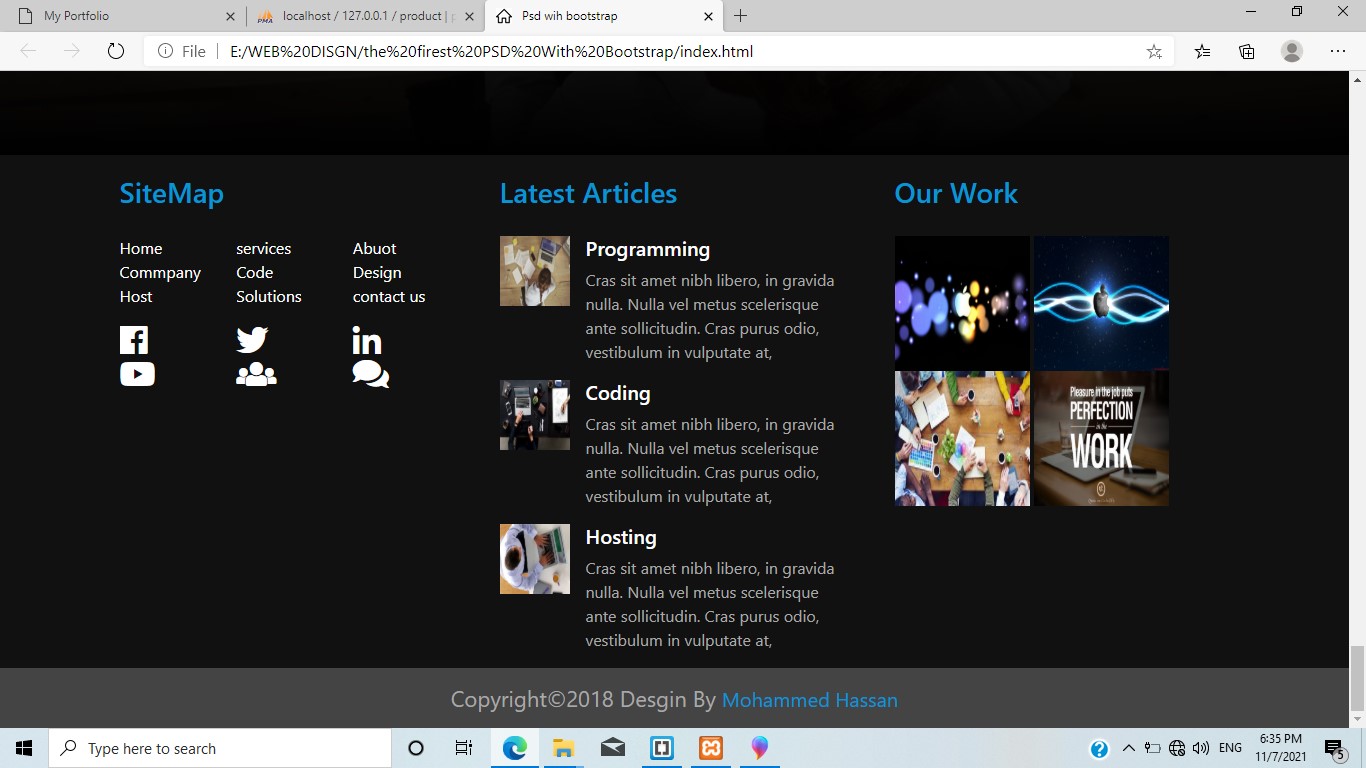 My Portfolio
PMA
localhost / 127.0.0.1 / product | p
Psd wih bootstrap
File
E:/WEB%20DISGN/the%20firest%20PSD%20With%20Bootstrap/index.html
SiteMap
Home
services
Abuot
Commpany
Code
Design
Host
Solutions
contact us
Latest Articles
Programming
Cras sit amet nibh libero, in gravida
nulla. Nulla vel metus scelerisque
ante sollicitudin. Cras purus odio,
vestibulum in vulputate at,
Coding
Cras sit amet nibh libero, in gravida
nulla. Nulla vel metus scelerisque
ante sollicitudin. Cras purus odio,
vestibulum in vulputate at,
Hosting
Cras sit amet nibh libero, in gravida
nulla. Nulla vel metus scelerisque
ante sollicitudin. Cras purus odio,
vestibulum in vulputate at,
Our Work
Pleasure in the job puts
PERFECTION
in the
WORK
Copyright©2018 Desgin By Mohammed Hassan
Type here to search
ENG
6:35 PM
11/7/2021
5